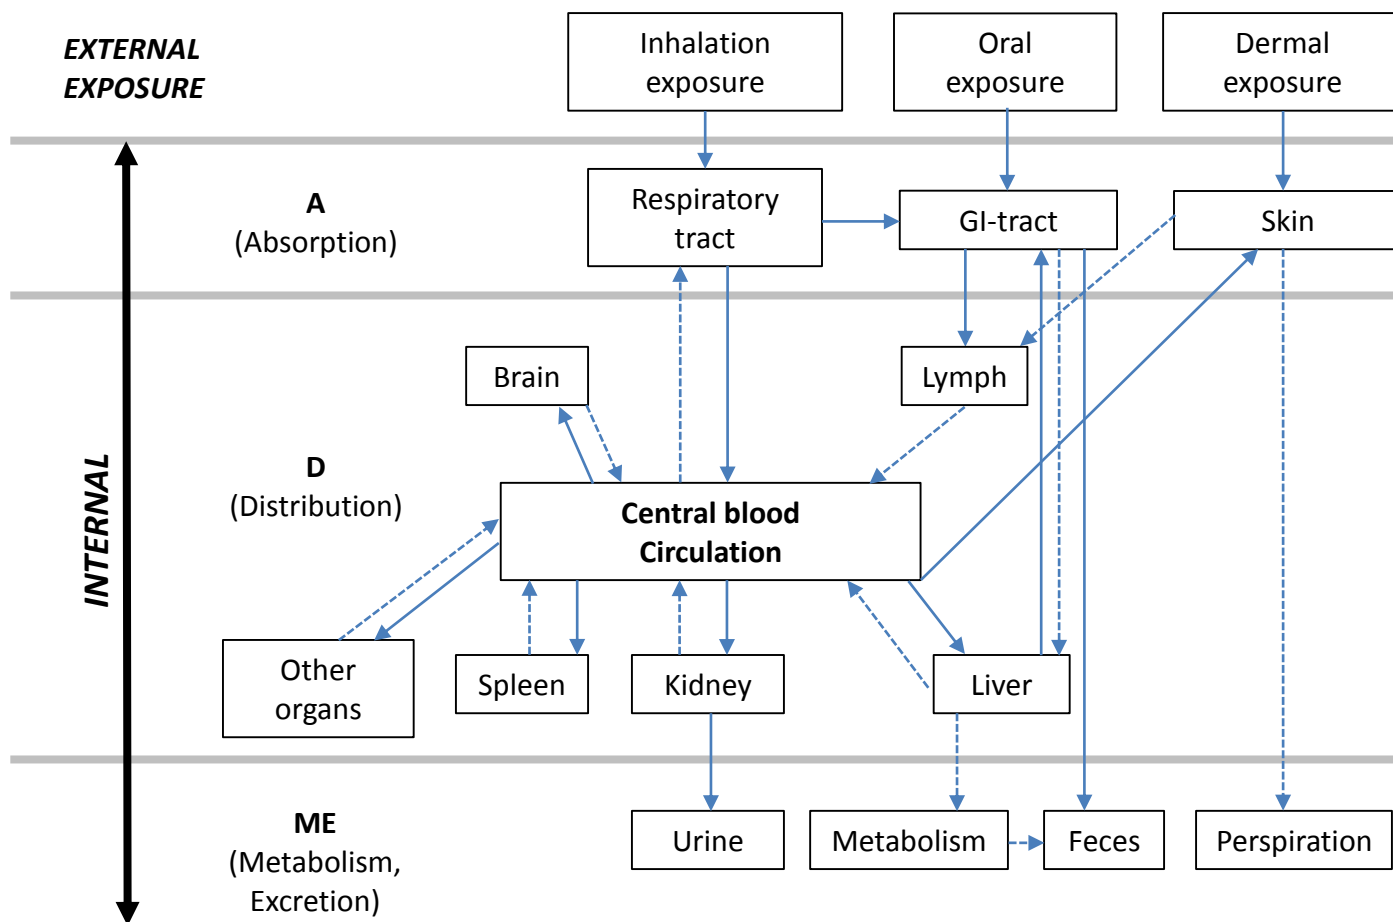 EXTERNAL
EXPOSURE
Inhalation
exposure
Oral
exposure
Dermal
exposure
A
(Absorption)
Respiratory
tract
GI-tract
Skin
INTERNAL
Brain
Lymph
D
(Distribution)
Central blood
Circulation
Other
organs
Spleen
Kidney
Liver
ME
(Metabolism,
Excretion)
Urine
Metabolism
Feces
Perspiration